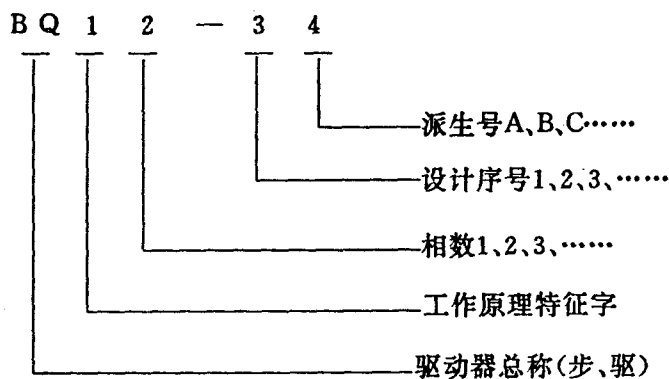 BQ 1 2 — 3 4
派生号A、B、C……
设计序号1、2、3、……
相数1、2、3、……
工作原理特征字
驱动器总称(步、驱)